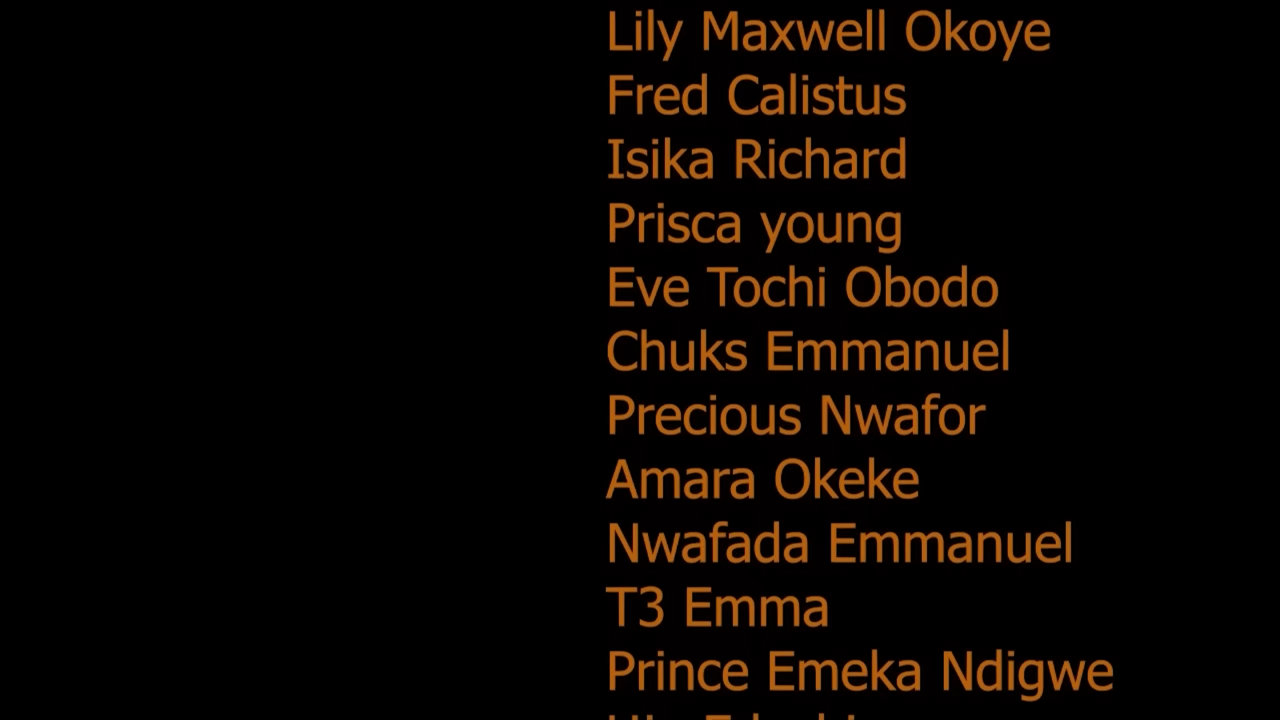 Lily Maxwell Okoye
Fred Calistus
Isika Richard
Prisca young
Eve Tochi Obodo
Chuks Emmanuel
Precious Nwafor
Amara Okeke
Nwafada Emmanuel
T3 Emma
Prince Emeka Ndigwe